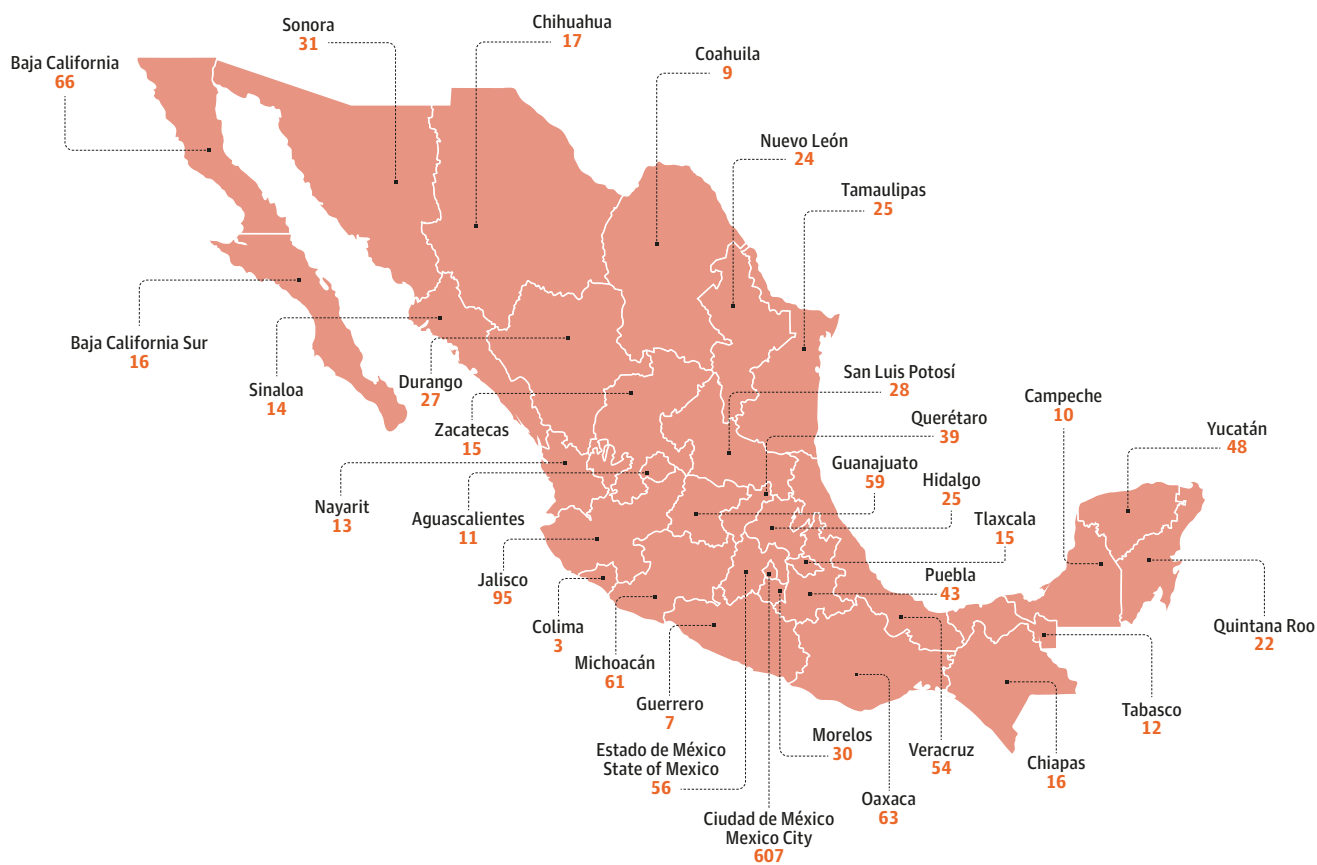 Sonora
31
Chihuahua
17
Coahuila
9
Baja California
66
Nuevo León
24
Tamaulipas
25
Baja California Sur
16
Sinaloa
14
Durango
27
San Luis Potosí
28
Campeche
10
Zacatecas
15
Querétaro
39
Yucatán
48
Guanajuato
59
Hidalgo
25
Nayarit
13
Aguascalientes
11
Tlaxcala
15
Jalisco
95
Puebla
43
Colima
3
Quintana Roo
22
Michoacán
61
Guerrero
7
Tabasco
12
Morelos
30
Estado de México
State of Mexico
56
Veracruz
54
Chiapas
16
Oaxaca
63
Ciudad de México
Mexico City
607